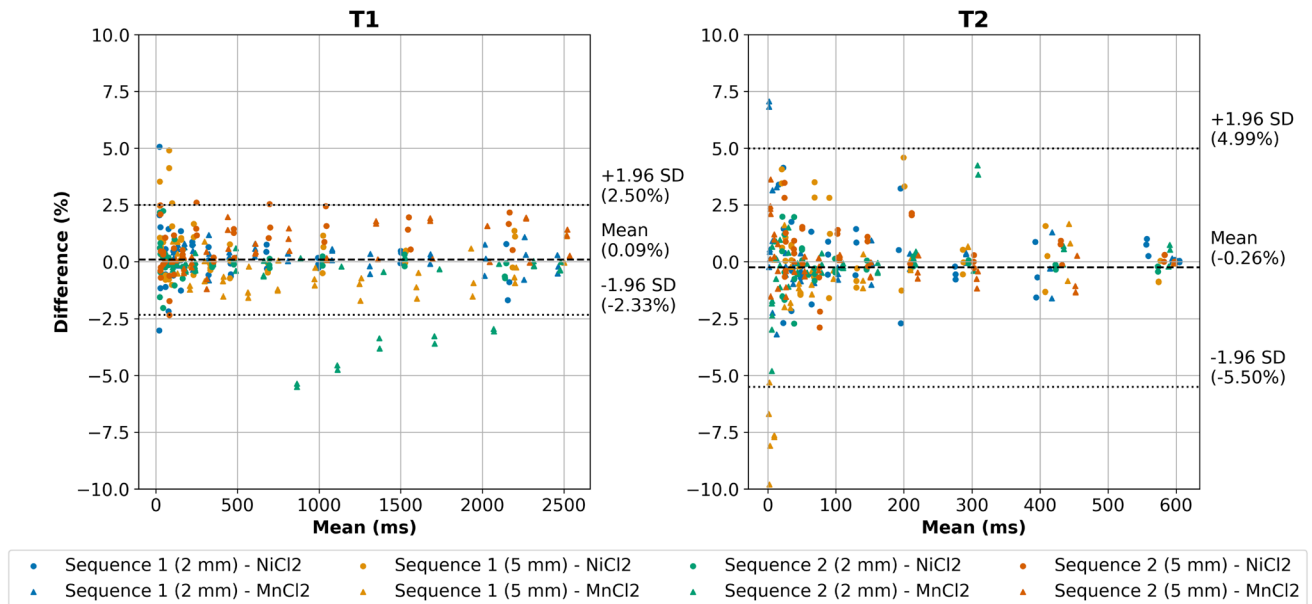 T1
T2
10.0
7.5
5.0
2.5
0.0
−2.5
−5.0
−7.5
−10.0
Difference (%)
+1.96 SD
(2.50%)
Mean
(0.09%)
-1.96 SD
(-2.33%)
0
500
1000
1500
2000
2500
Mean (ms)
10.0
7.5
5.0
2.5
0.0
−2.5
−5.0
−7.5
−10.0
+1.96 SD
(4.99%)
Mean
(-0.26%)
-1.96 SD
(-5.50%)
0
100
200
300
400
500
600
Mean (ms)
Sequence 1 (2 mm) - NiCl2
Sequence 1 (5 mm) - NiCl2
Sequence 2 (2 mm) - NiCl2
Sequence 2 (5 mm) - NiCl2
Sequence 1 (2 mm) - MnCl2
Sequence 1 (5 mm) - MnCl2
Sequence 2 (2 mm) - MnCl2
Sequence 2 (5 mm) - MnCl2